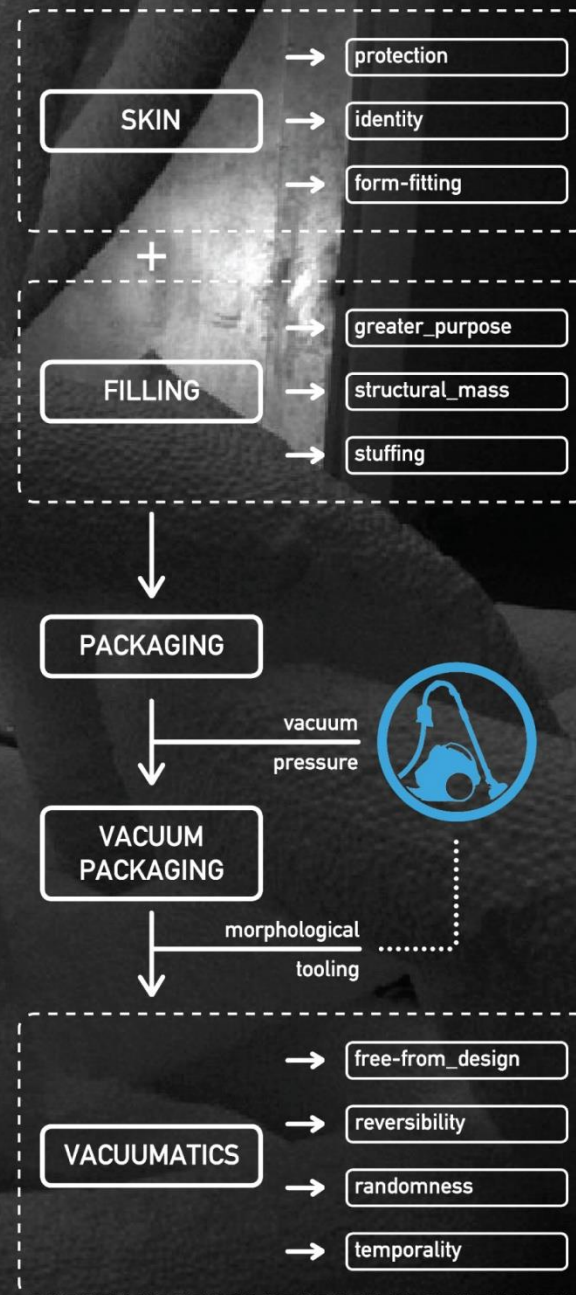 SKIN
protection
identity
form-fitting
+
FILLING
greater_purpose
structural_mass
stuffing
PACKAGING
vacuum
pressure
VACUUM
PACKAGING
morphological
tooling
VACUUMATICS
free-from_design
reversibility
randomness
temporality